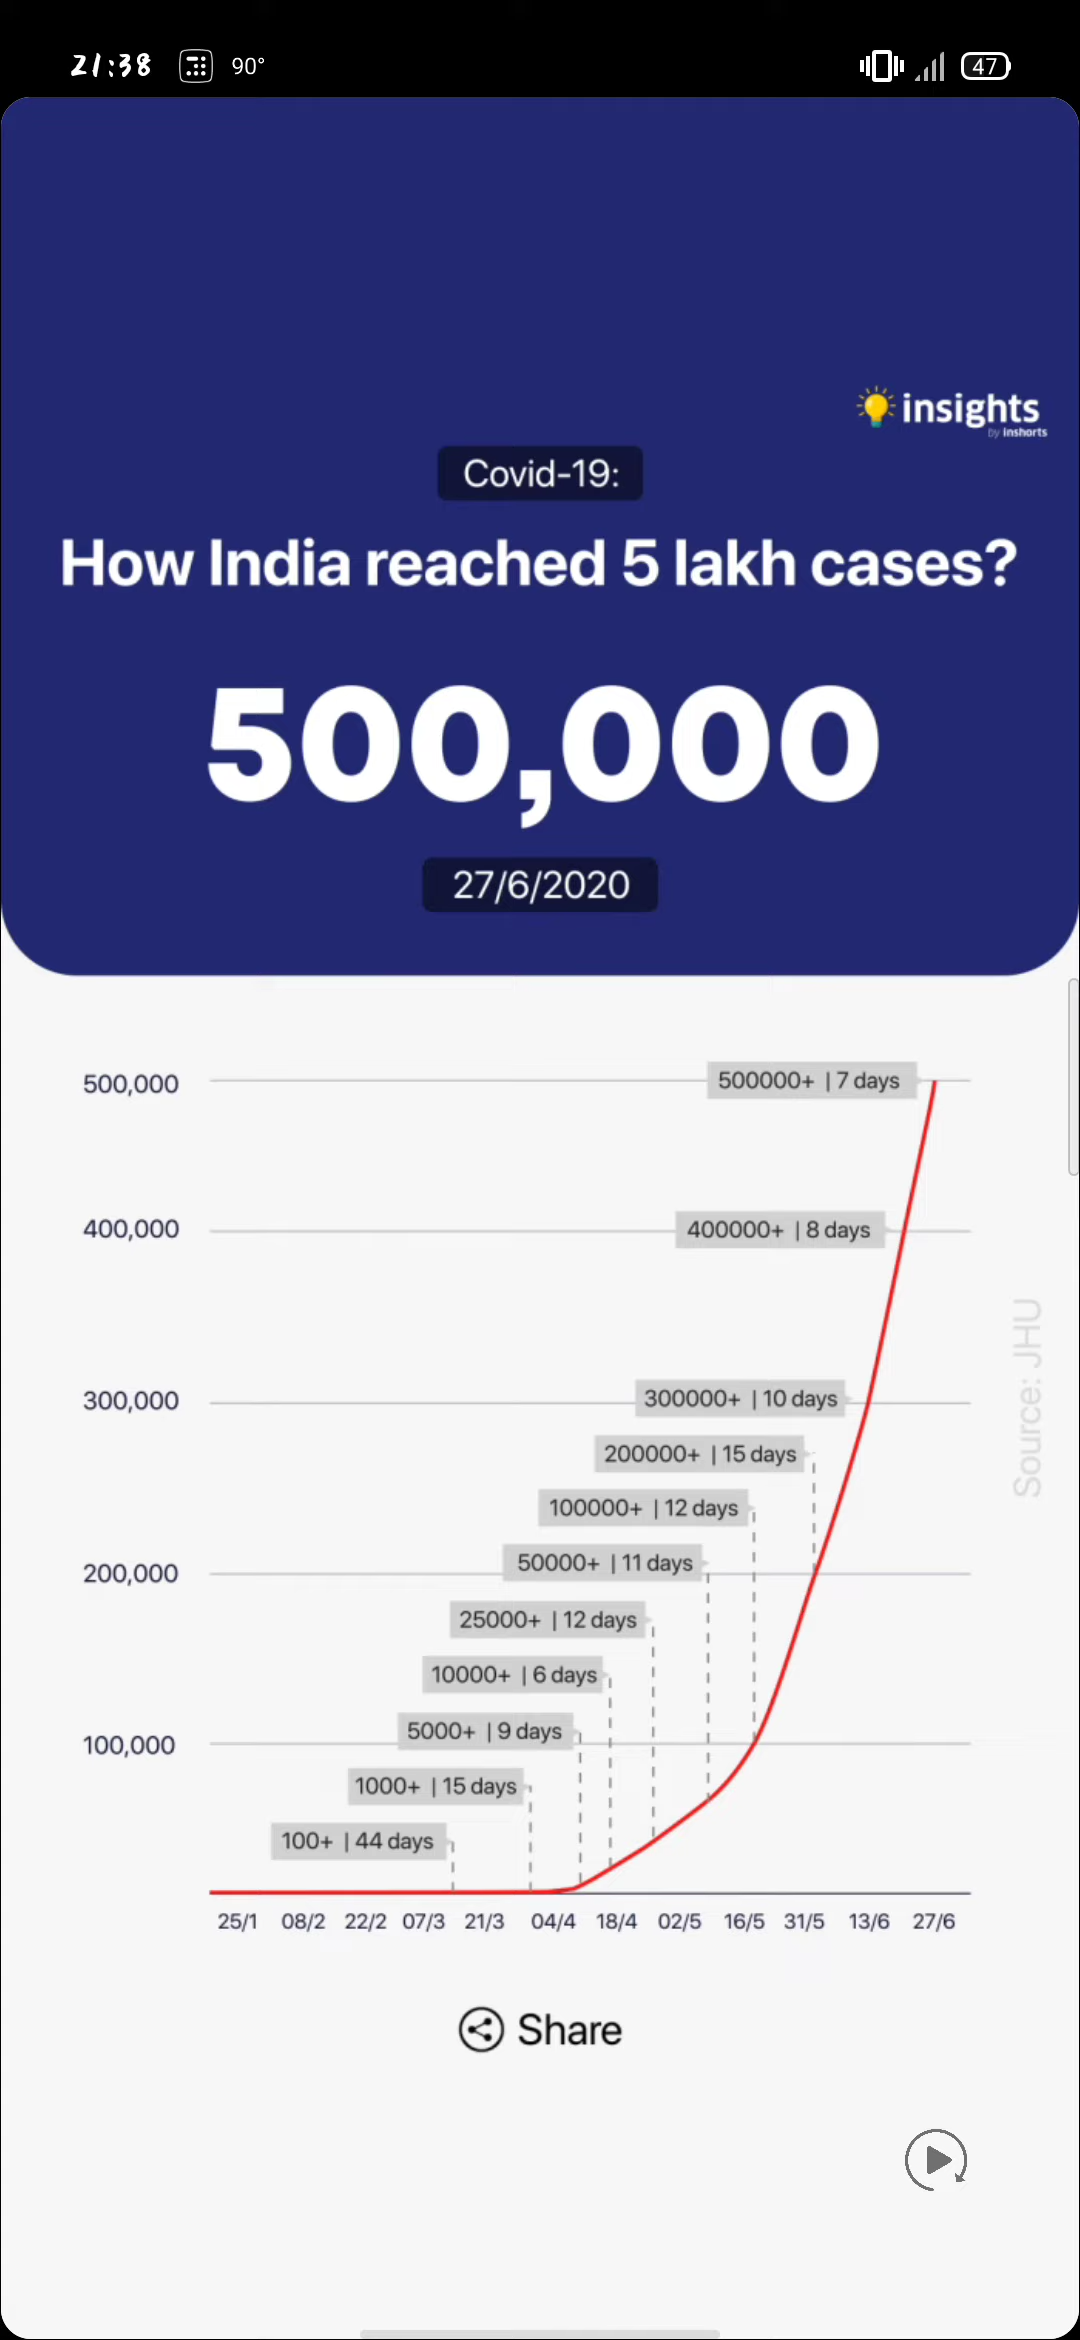 21:38 90° 47
insights
by inshorts
Covid-19:
How India reached 5 lakh cases?
500,000
27/6/2020
500,000
500000+ | 7 days
400,000
400000+ | 8 days
300,000
300000+ | 10 days
200000+ | 15 days
100000+ | 12 days
200,000
50000+ | 11 days
25000+ | 12 days
10000+ | 6 days
5000+ | 9 days
100,000
1000+ | 15 days
100+ | 44 days
25/1 08/2 22/2 07/3 21/3 04/4 18/4 02/5 16/5 31/5 13/6 27/6
Source: JHU
Share